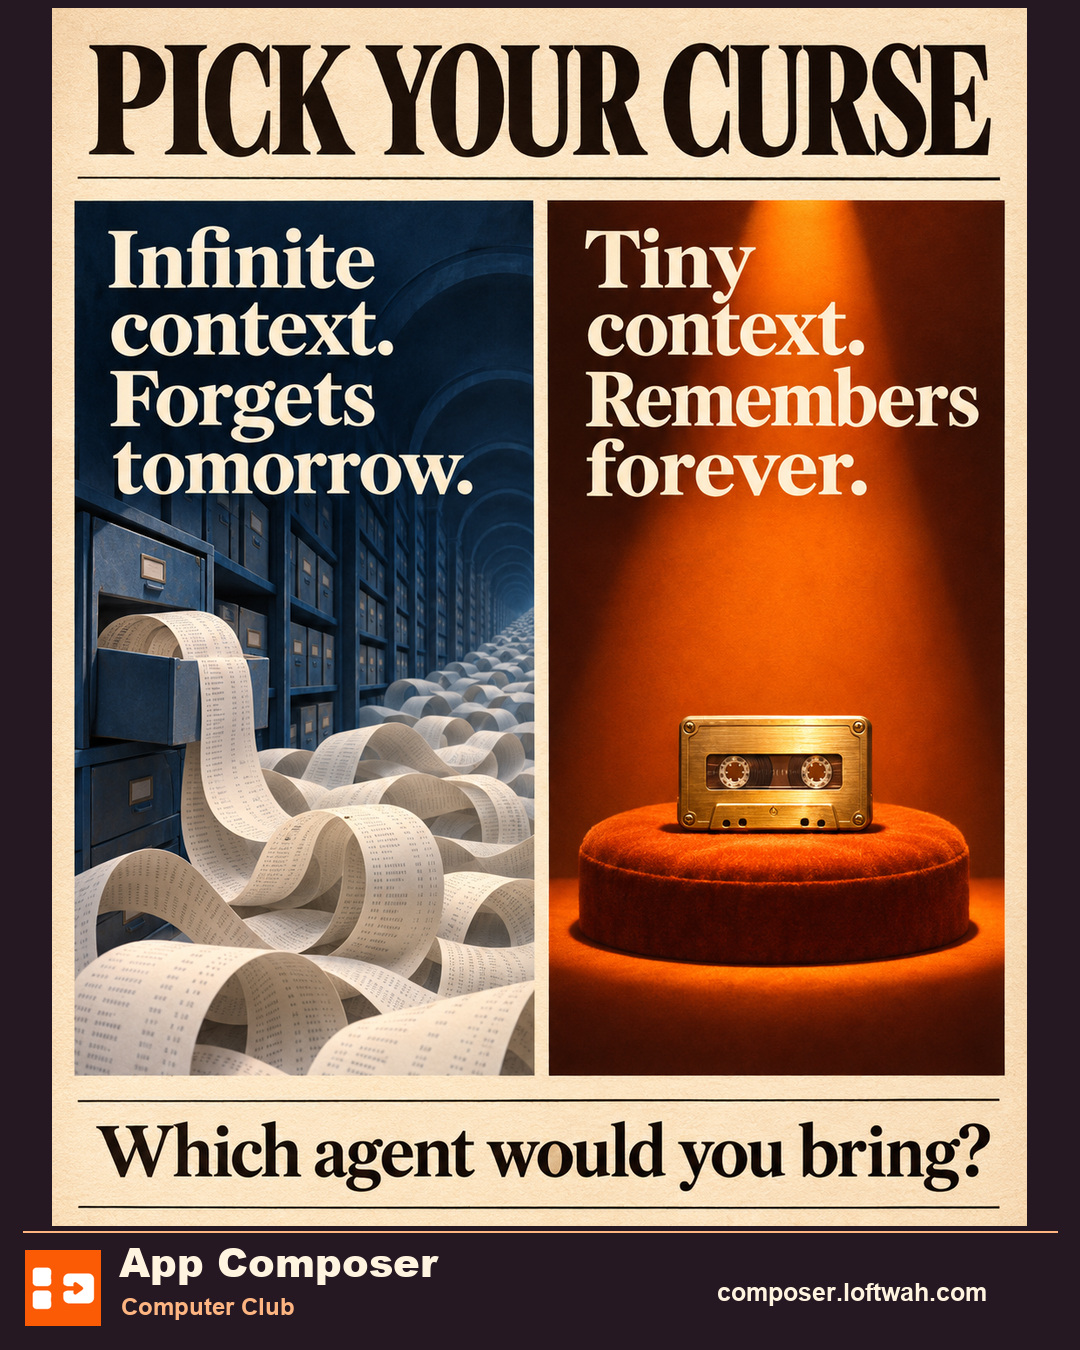 PICK YOUR CURSE
Infinite
context.
Forgets
tomorrow.
Tiny
context.
Remembers
forever.
Which agent would you bring?
App Composer
Computer Club
composer.loftwah.com